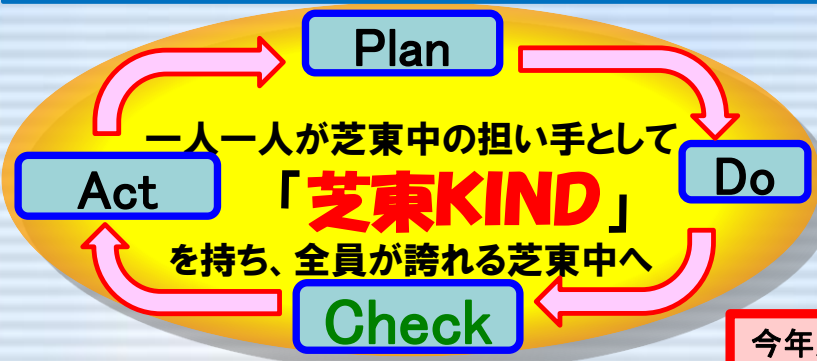 Plan
一人一人が芝東中の担い手として
Act
「芝東KIND」
Do
を持ち、全員が誇れる芝東中へ
Check
今年